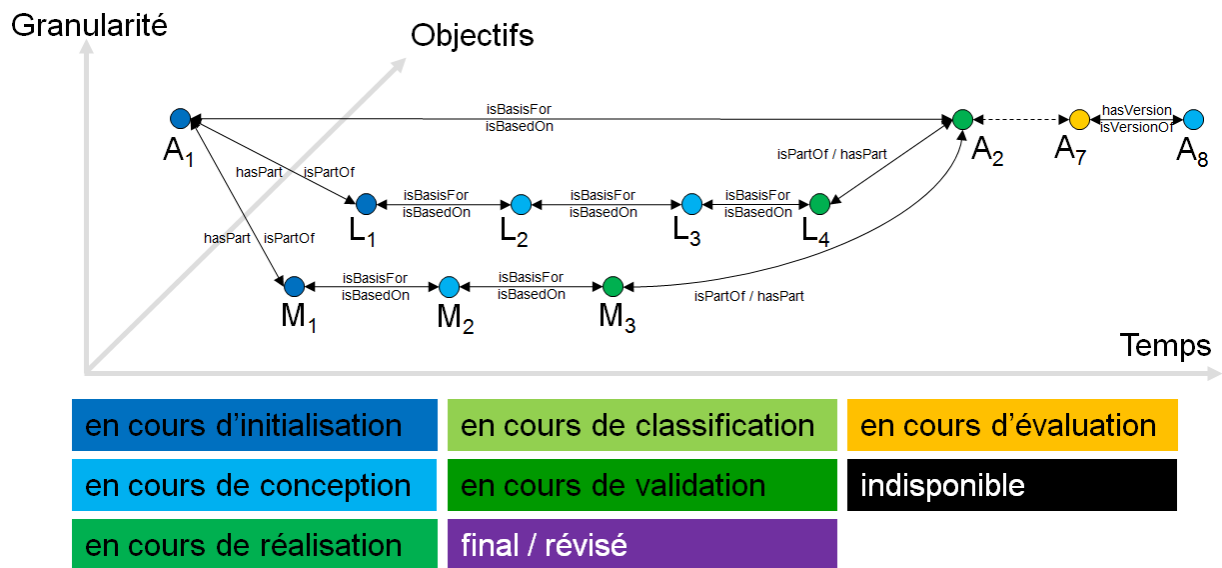 Granularité
Objectifs
isBasisFor
isBasedOn
hasVersion
isVersionOf
A1
A2
A7
A8
isPartOf / hasPart
hasPart isPartOf
isBasisFor
isBasedOn
isBasisFor
isBasedOn
isBasisFor
isBasedOn
L1
L2
L3
L4
hasPart isPartOf
isBasisFor
isBasedOn
isBasisFor
isBasedOn
isPartOf / hasPart
M1
M2
M3
Temps
en cours d'initialisation
en cours de classification
en cours d'évaluation
en cours de conception
en cours de validation
indisponible
en cours de réalisation
final / révisé